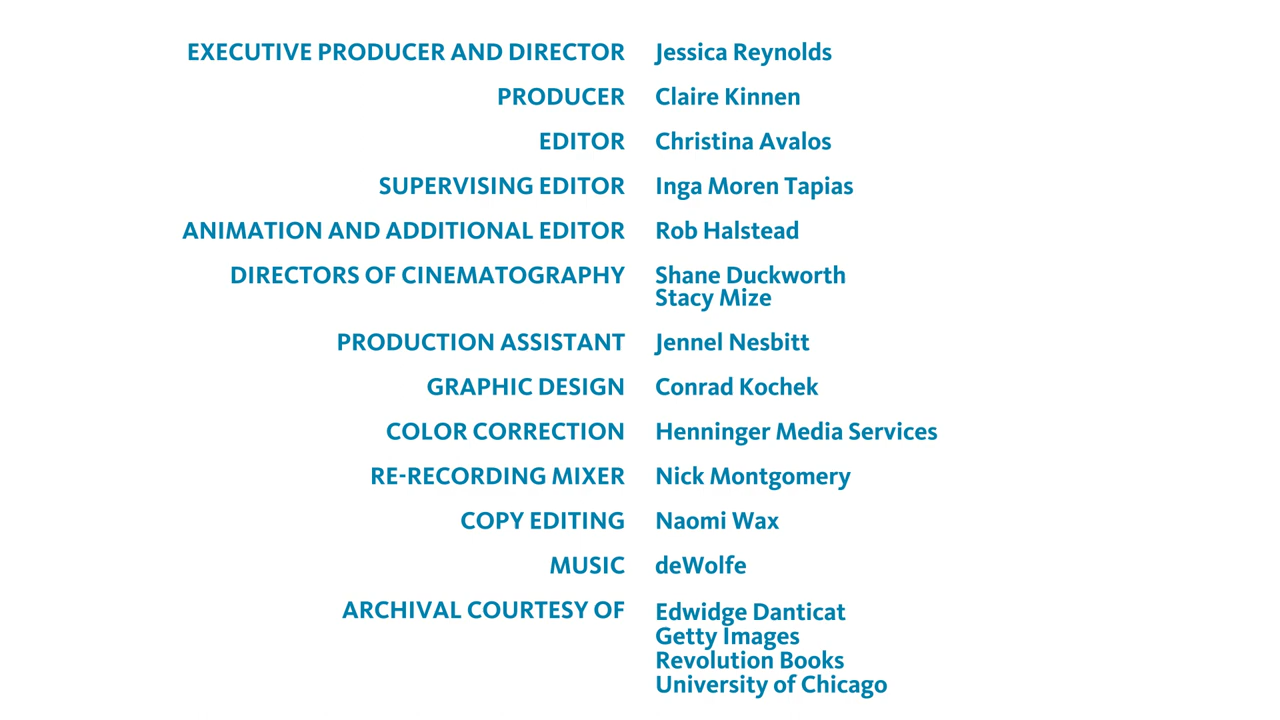 EXECUTIVE PRODUCER AND DIRECTOR Jessica Reynolds
PRODUCER Claire Kinnen
EDITOR Christina Avalos
SUPERVISING EDITOR Inga Moren Tapias
ANIMATION AND ADDITIONAL EDITOR Rob Halstead
DIRECTORS OF CINEMATOGRAPHY Shane Duckworth
Stacy Mize
PRODUCTION ASSISTANT Jennel Nesbitt
GRAPHIC DESIGN Conrad Kochek
COLOR CORRECTION Henninger Media Services
RE-RECORDING MIXER Nick Montgomery
COPY EDITING Naomi Wax
MUSIC deWolfe
ARCHIVAL COURTESY OF Edwidge Danticat
Getty Images
Revolution Books
University of Chicago